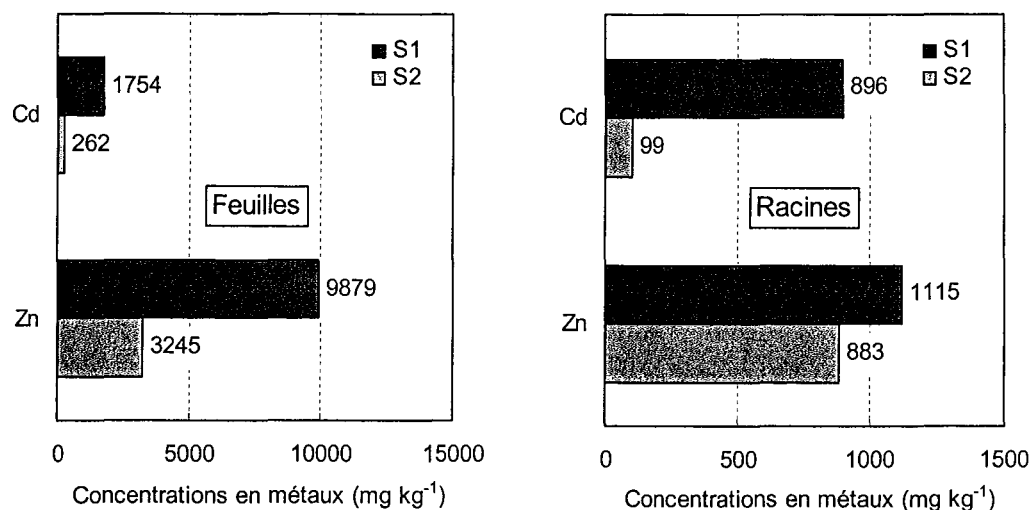 S1
S2
Cd
1754
262
Feuilles
Zn
9879
3245
0
5000
10000
15000
Concentrations en métaux (mg kg⁻¹)
S1
S2
Cd
896
99
Racines
Zn
1115
883
0
500
1000
1500
Concentrations en métaux (mg kg⁻¹)